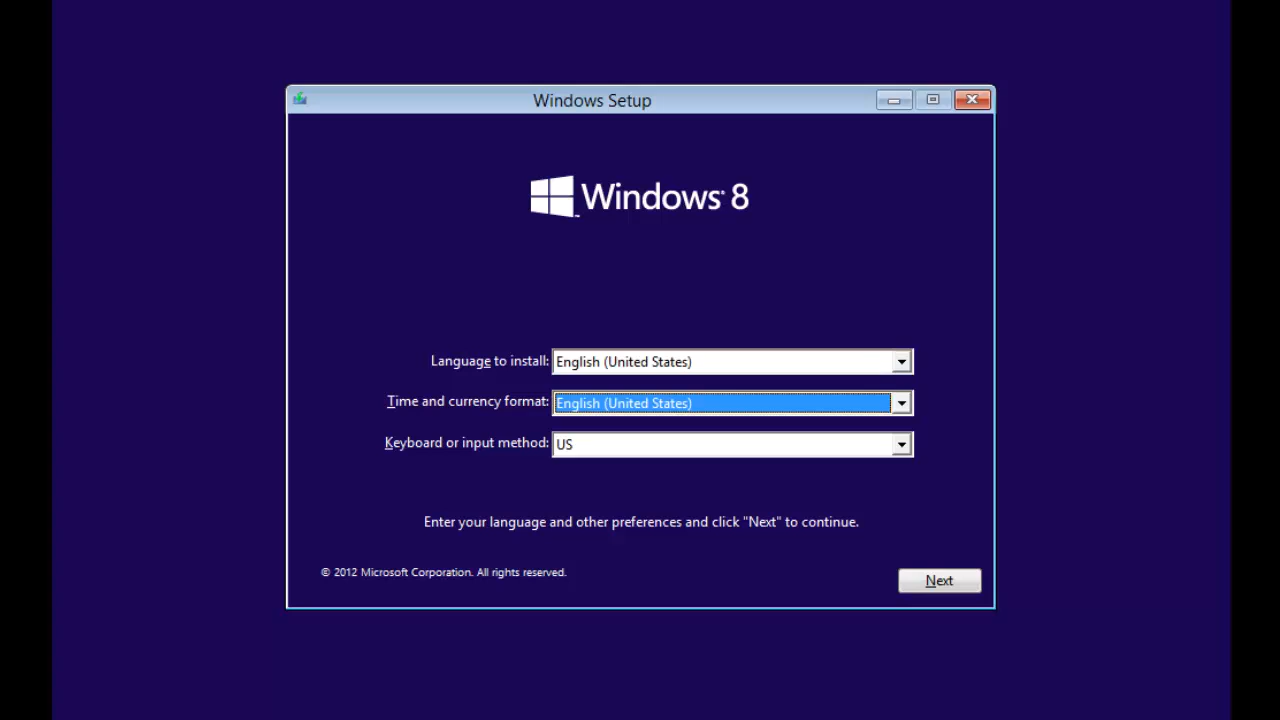 Windows Setup
Windows® 8
Language to install: English (United States)
Time and currency format: English (United States)
Keyboard or input method: US
Enter your language and other preferences and click "Next" to continue.
© 2012 Microsoft Corporation. All rights reserved.
Next